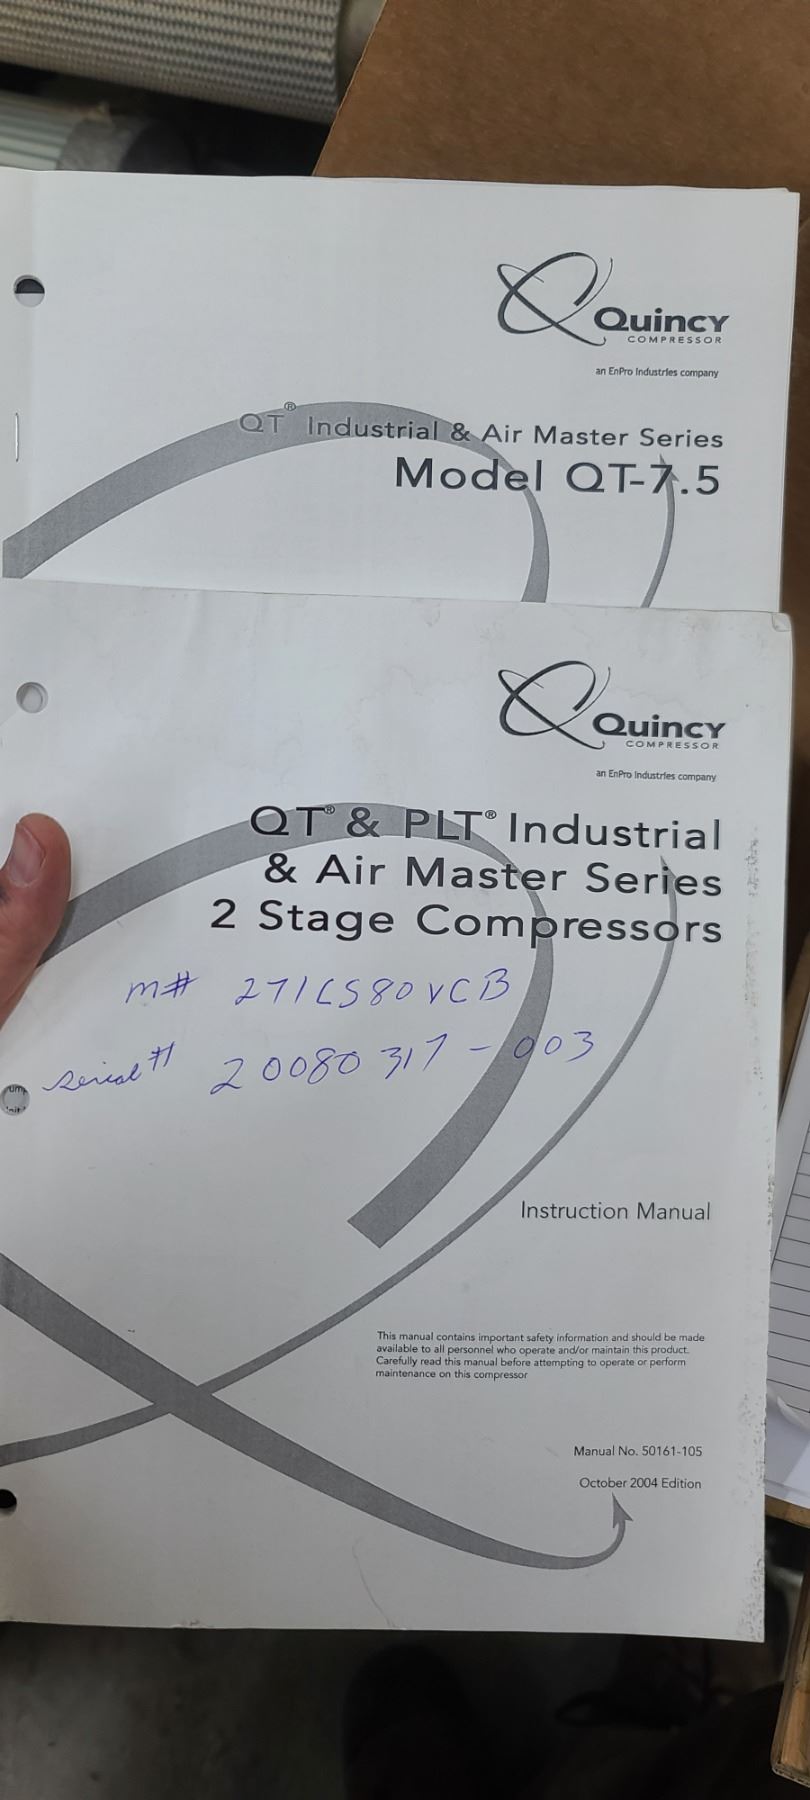 Quincy
COMPRESSOR
an EnPro Industries company
QT® Industrial & Air Master Series
Model QT-7.5
Quincy
COMPRESSOR
an EnPro Industries company
QT® & PLT® Industrial
& Air Master Series
2 Stage Compressors
m# 271CS80VCB
serial# 20080317-003
Instruction Manual
This manual contains important safety information and should be made
available to all personnel who operate and/or maintain this product.
Carefully read this manual before attempting to operate or perform
maintenance on this compressor
Manual No. 50161-105
October 2004 Edition